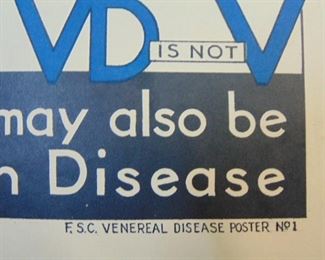 VD IS NOT V
may also be
n Disease
F.S.C. VENEREAL DISEASE POSTER Nº1